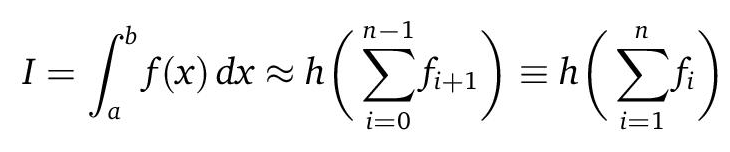 I = ∫_a^b f(x) dx ≈ h( ∑_{i=0}^{n−1} f_{i+1} ) ≡ h( ∑_{i=1}^{n} f_i )